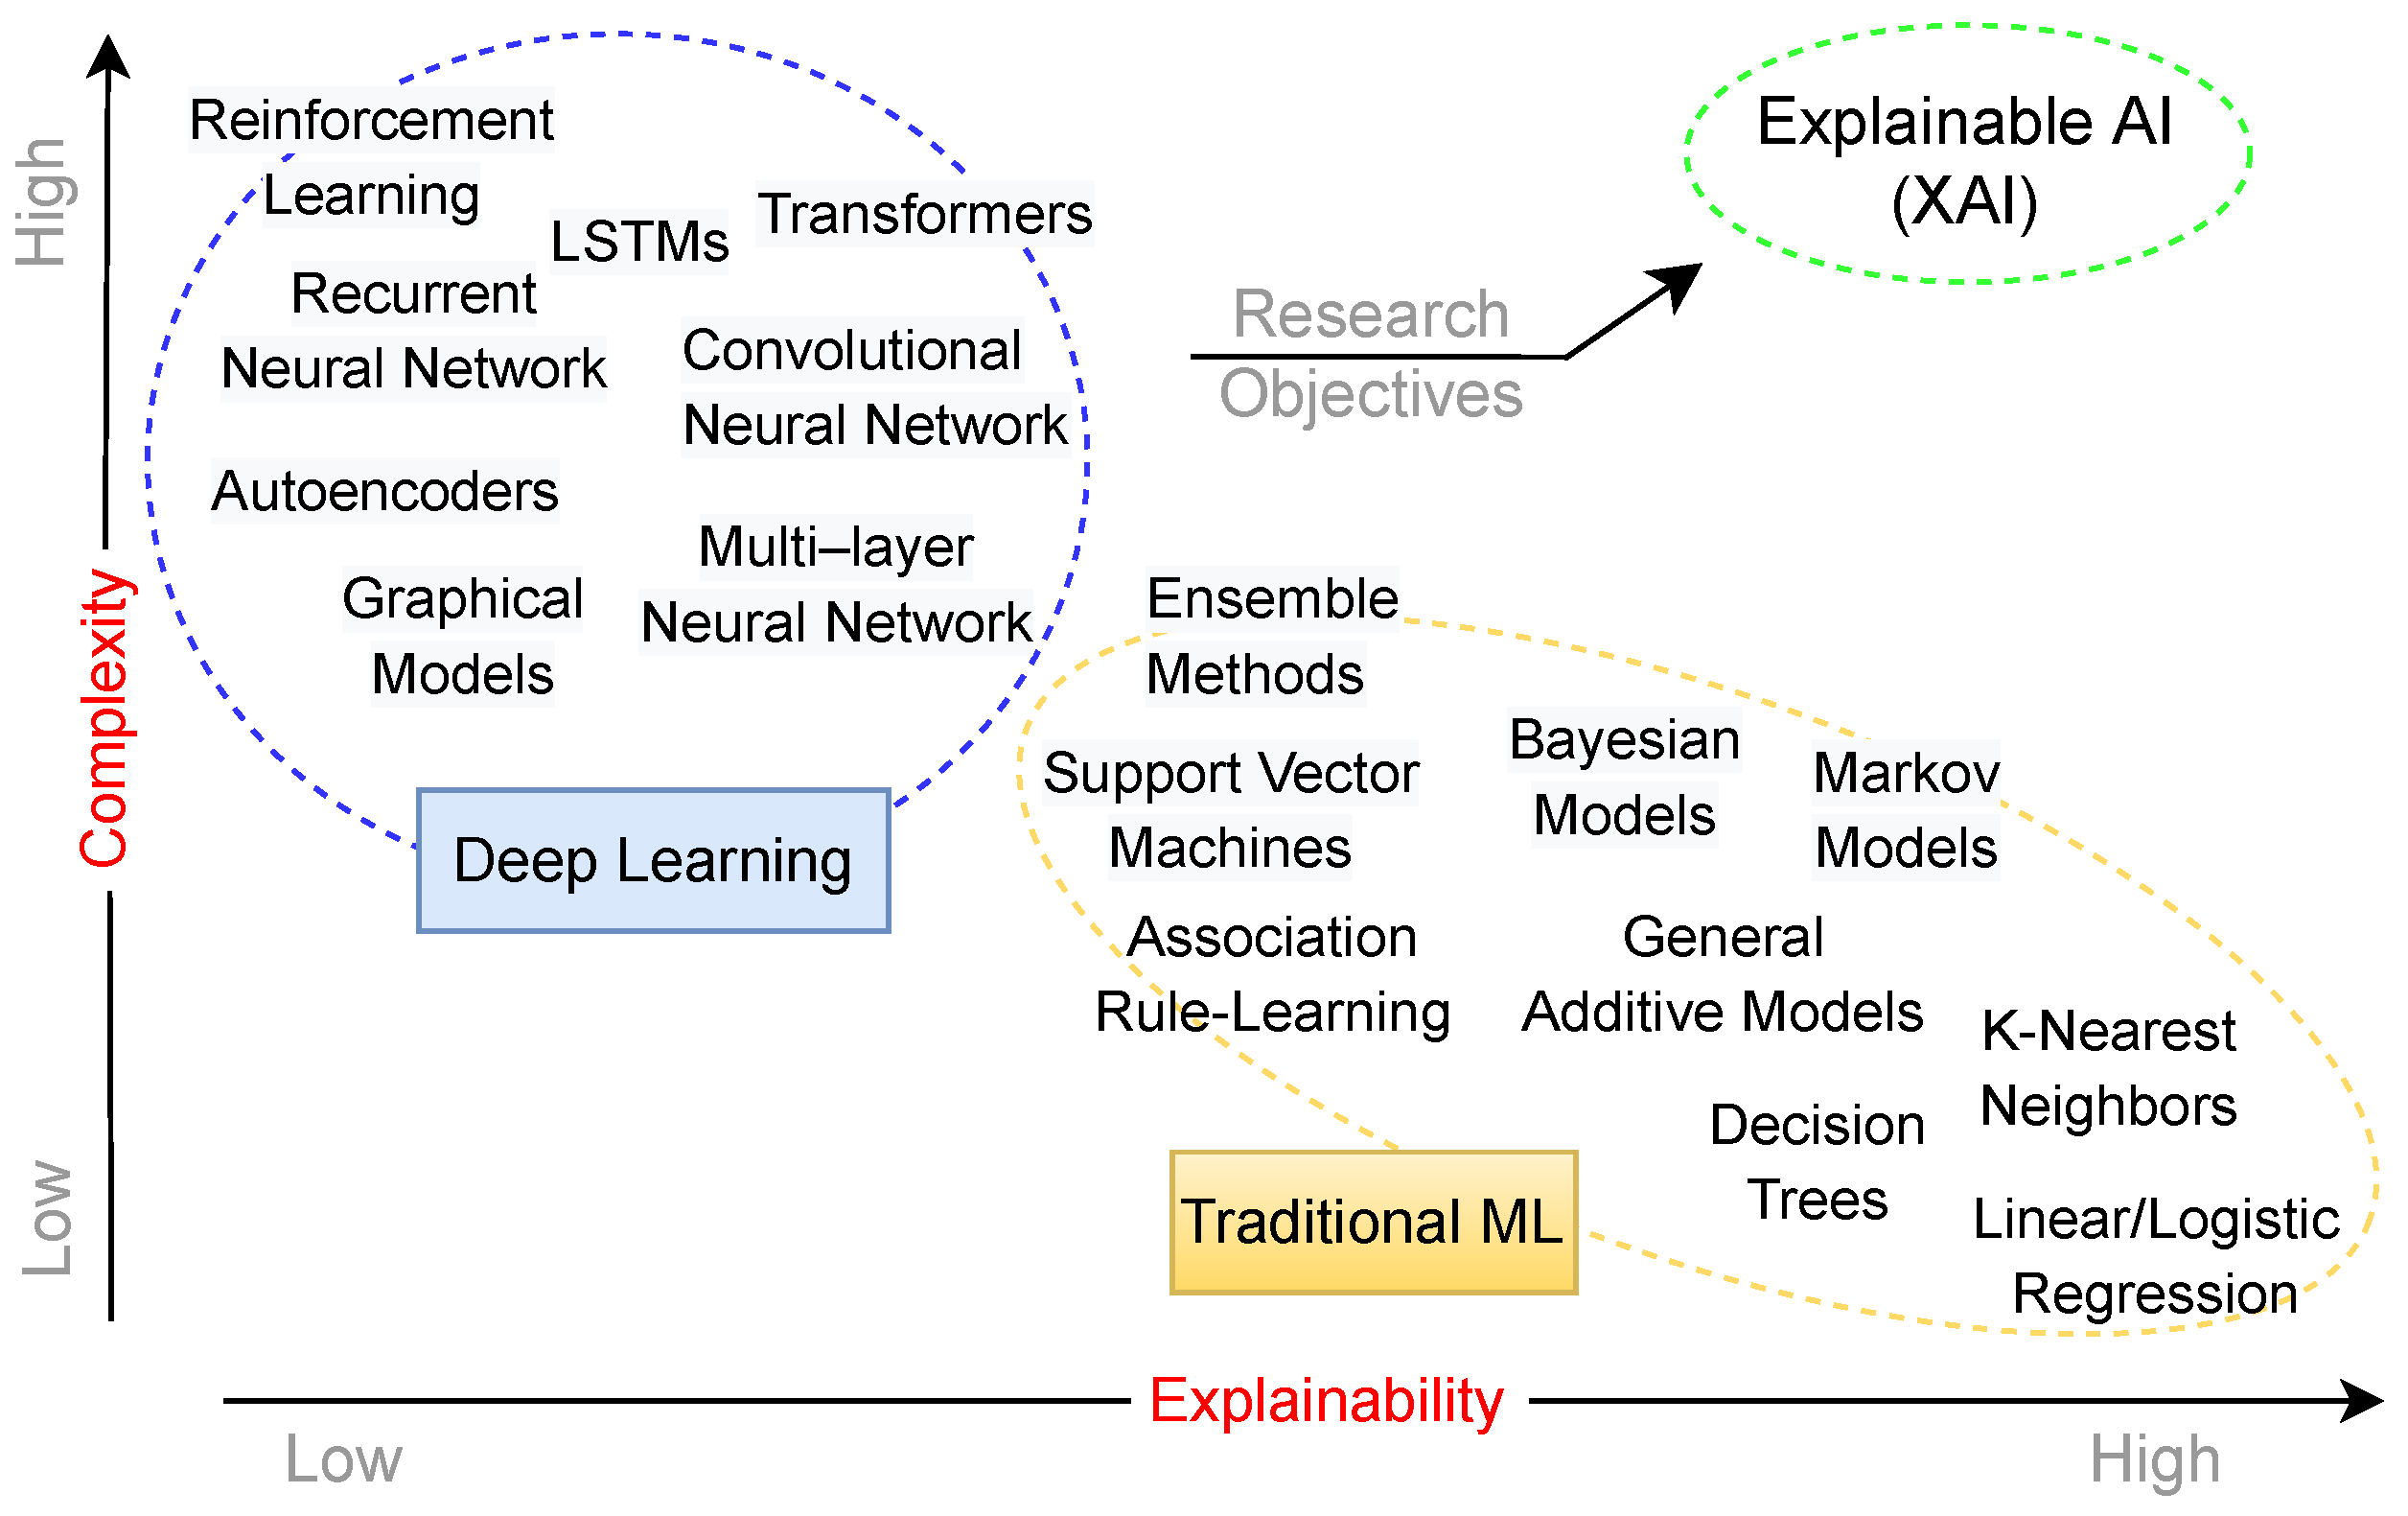 High
Complexity
Low
Reinforcement
Learning
LSTMs
Transformers
Recurrent
Neural Network
Convolutional
Neural Network
Autoencoders
Multi–layer
Neural Network
Graphical
Models
Deep Learning
Explainable AI
(XAI)
Research
Objectives
Ensemble
Methods
Support Vector
Machines
Bayesian
Models
Markov
Models
Association
Rule-Learning
General
Additive Models
K-Nearest
Neighbors
Decision
Trees
Linear/Logistic
Regression
Traditional ML
Explainability
Low
High